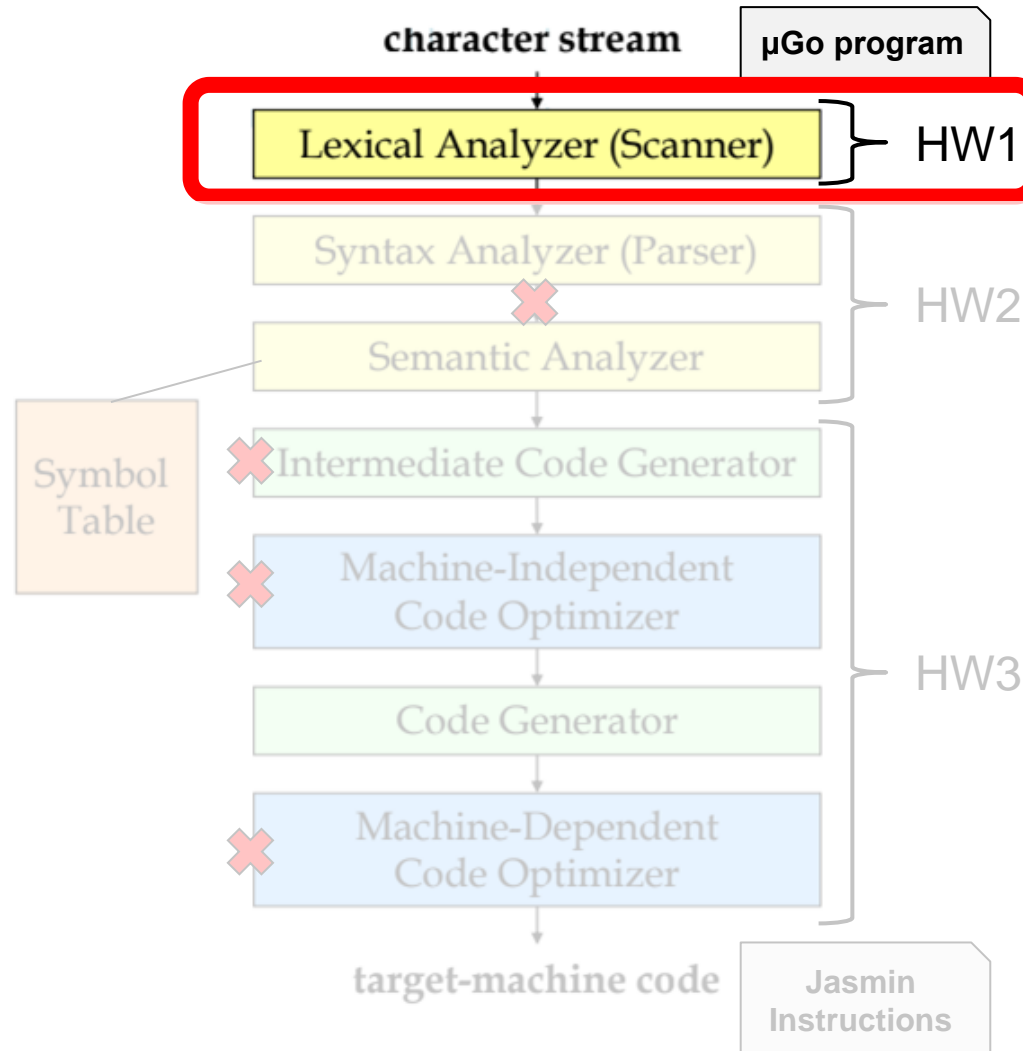 character stream
µGo program
Lexical Analyzer (Scanner)
HW1
Syntax Analyzer (Parser)
HW2
Semantic Analyzer
Symbol
Table
Intermediate Code Generator
Machine-Independent
Code Optimizer
HW3
Code Generator
Machine-Dependent
Code Optimizer
target-machine code
Jasmin
Instructions